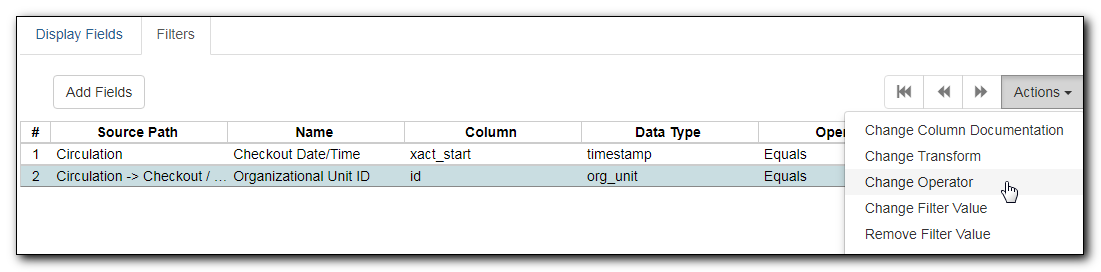 Display Fields Filters
Add Fields Actions
# Source Path Name Column Data Type Oper
1 Circulation Checkout Date/Time xact_start timestamp Equals
2 Circulation -> Checkout / ... Organizational Unit ID id org_unit Equals
Change Column Documentation
Change Transform
Change Operator
Change Filter Value
Remove Filter Value